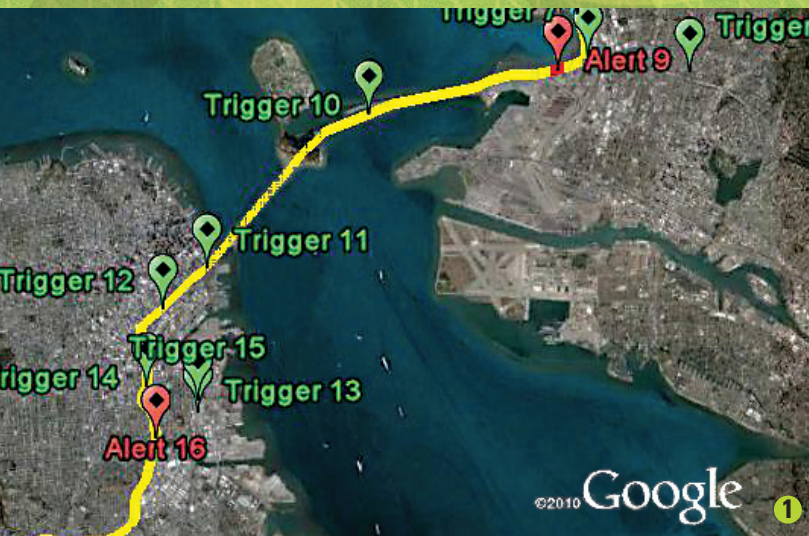 Trigger 7
Trigger
Alert 9
Trigger 10
Trigger 11
Trigger 12
Trigger 15
rigger 14
Trigger 13
Alert 16
©2010 Google
1